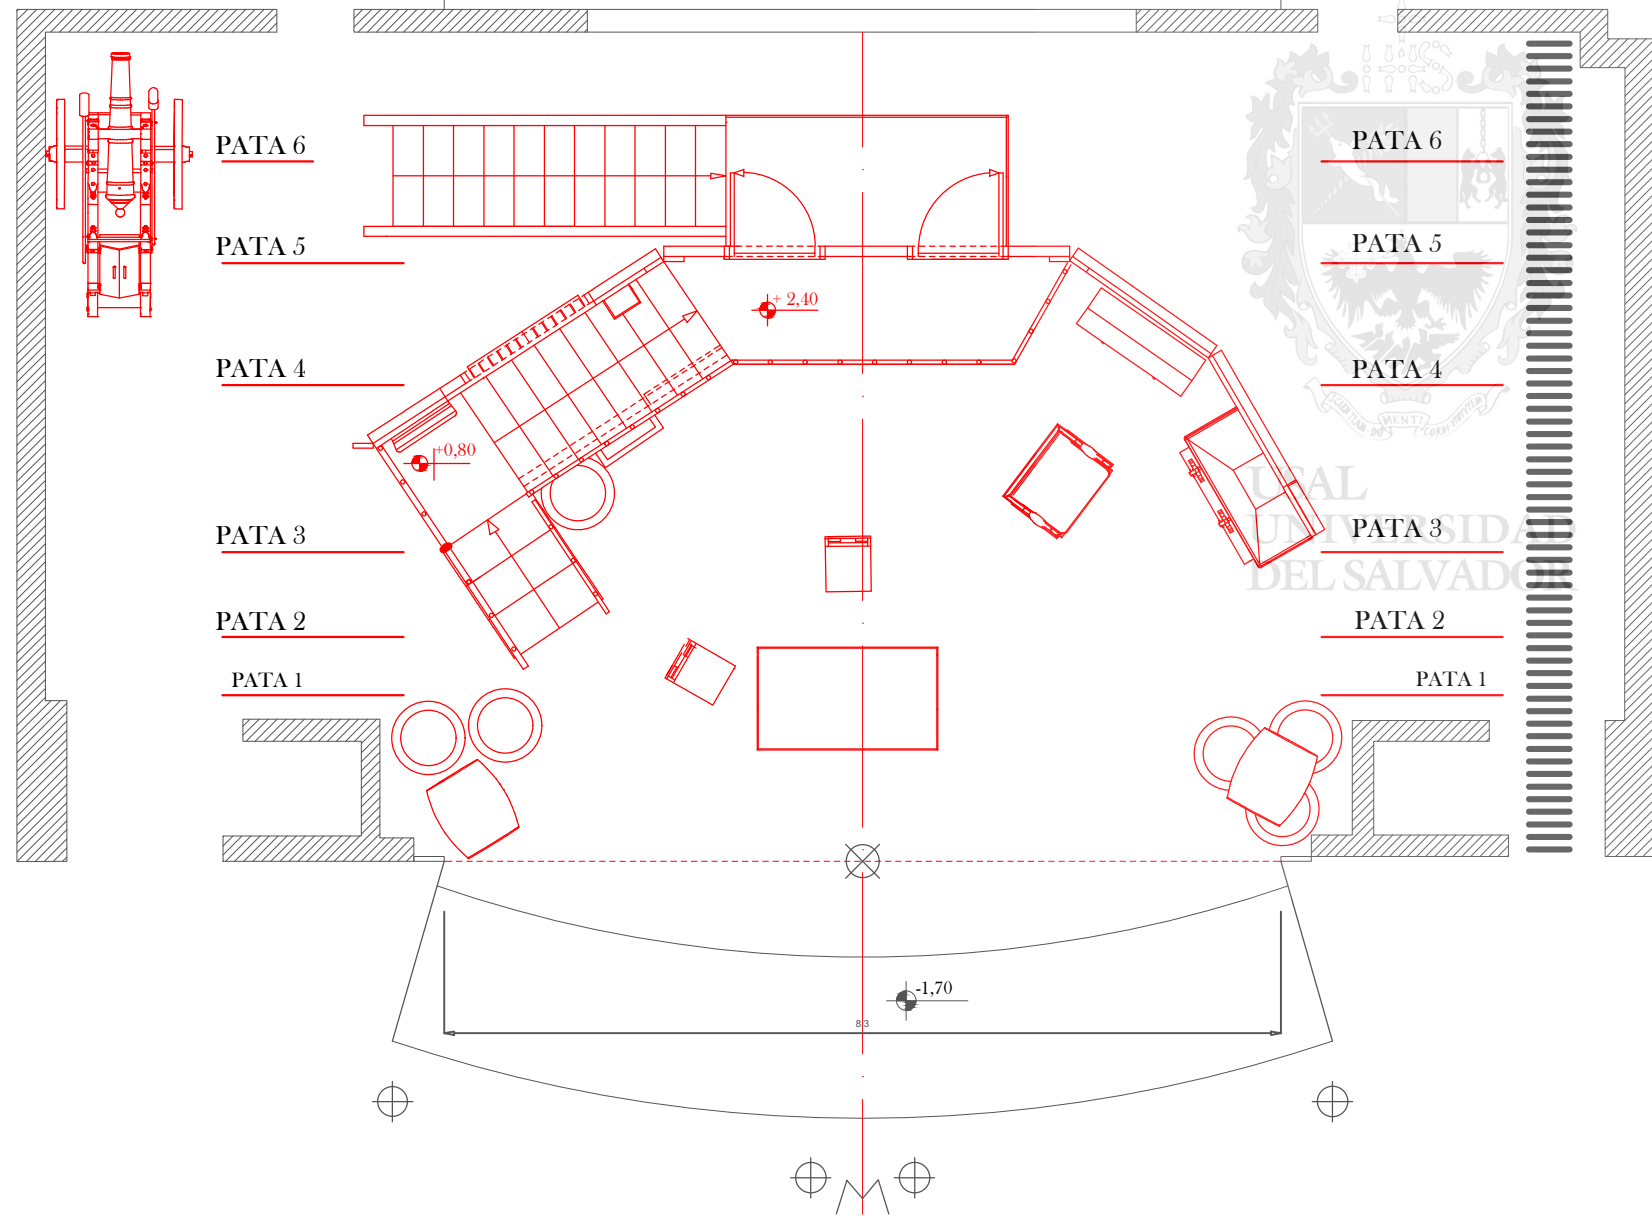 PATA 6
PATA 6
PATA 5
PATA 5
+ 2,40
PATA 4
PATA 4
+0,80
USAL
UNIVERSIDAD
DEL SALVADOR
PATA 3
PATA 3
PATA 2
PATA 2
PATA 1
PATA 1
-1,70